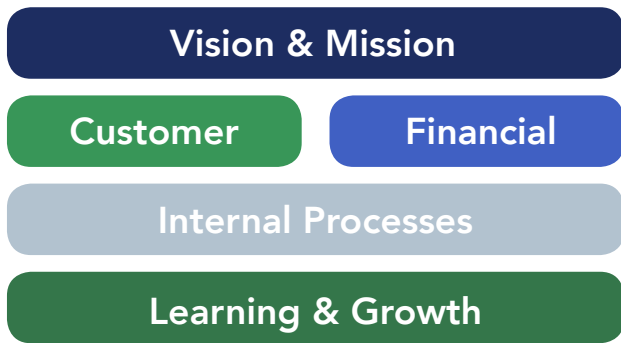 Vision & Mission
Customer
Financial
Internal Processes
Learning & Growth